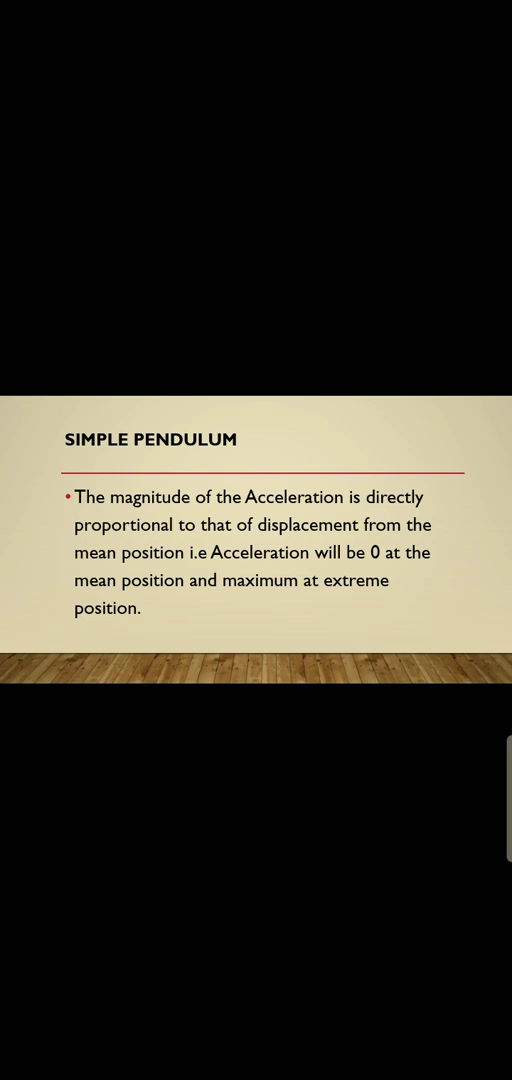 SIMPLE PENDULUM
• The magnitude of the Acceleration is directly
proportional to that of displacement from the
mean position i.e Acceleration will be 0 at the
mean position and maximum at extreme
position.